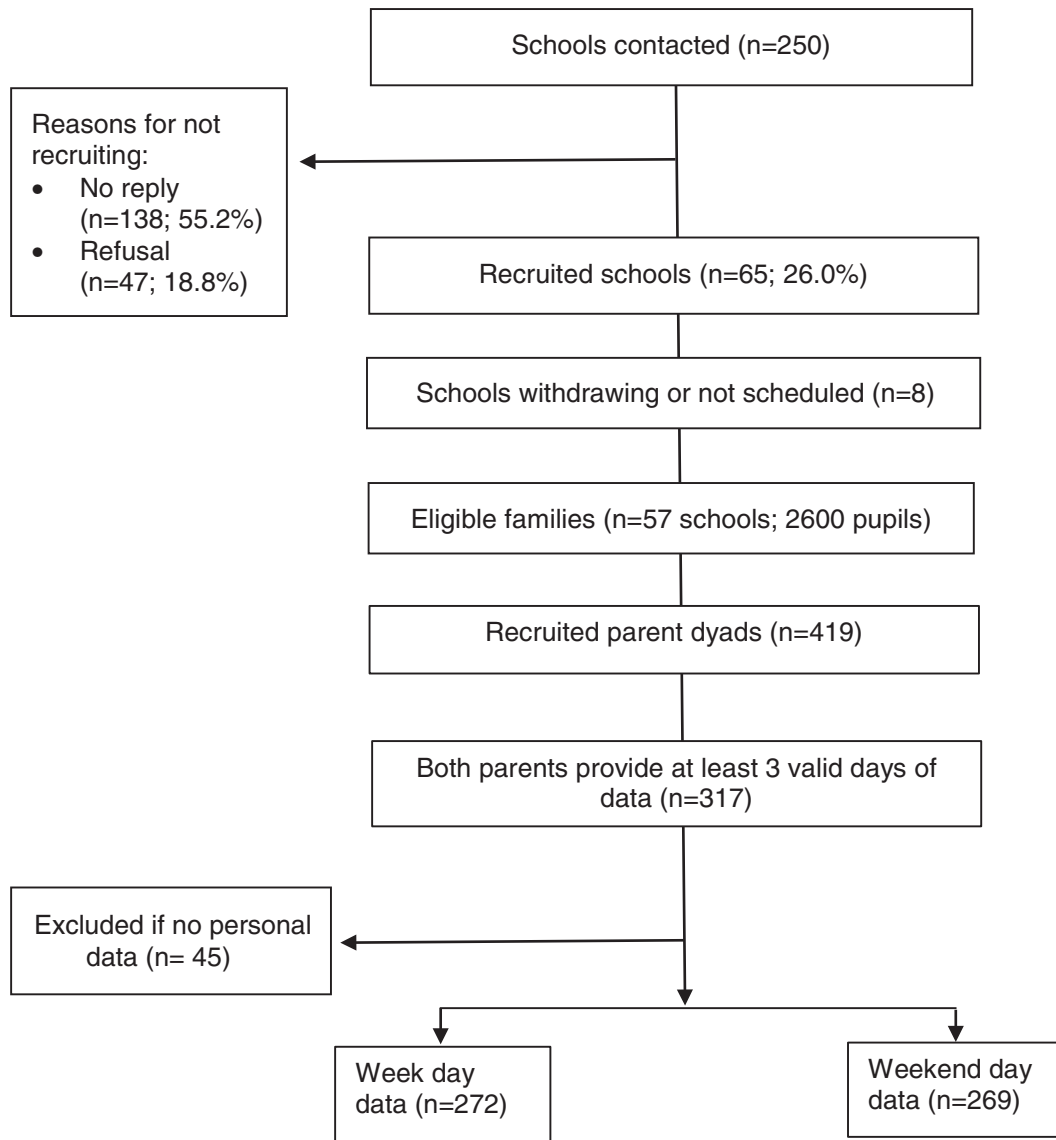 Schools contacted (n=250)
Reasons for not
recruiting:
• No reply
(n=138; 55.2%)
• Refusal
(n=47; 18.8%)
Recruited schools (n=65; 26.0%)
Schools withdrawing or not scheduled (n=8)
Eligible families (n=57 schools; 2600 pupils)
Recruited parent dyads (n=419)
Both parents provide at least 3 valid days of
data (n=317)
Excluded if no personal
data (n= 45)
Week day
data (n=272)
Weekend day
data (n=269)